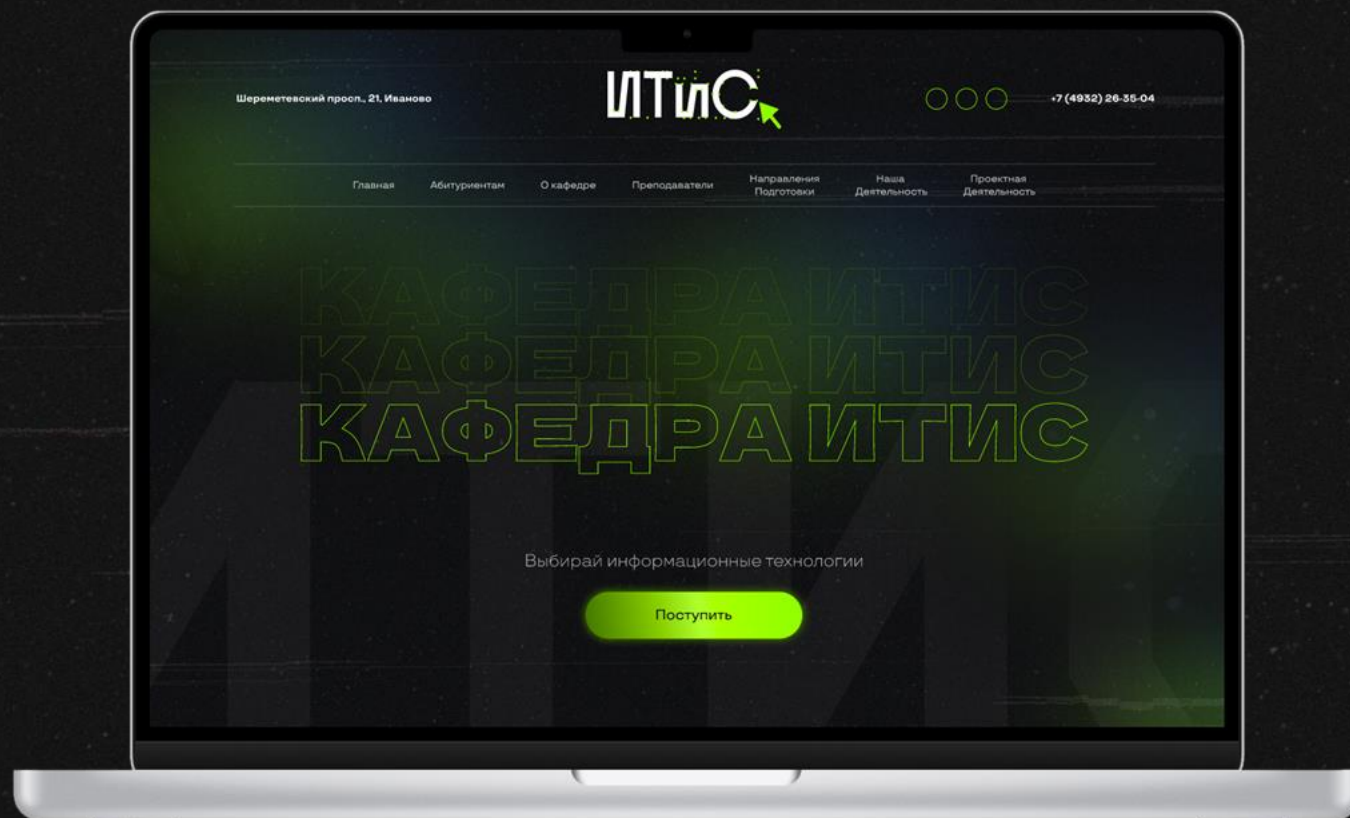 Шереметевский просп., 21, Иваново
ИТиС
+7 (4932) 26-35-04
Главная
Абитуриентам
О кафедре
Преподаватели
Направления
Подготовки
Наша
Деятельность
Проектная
Деятельность
КАФЕДРА ИТИС
КАФЕДРА ИТИС
КАФЕДРА ИТИС
ИТИС
Выбирай информационные технологии
Поступить